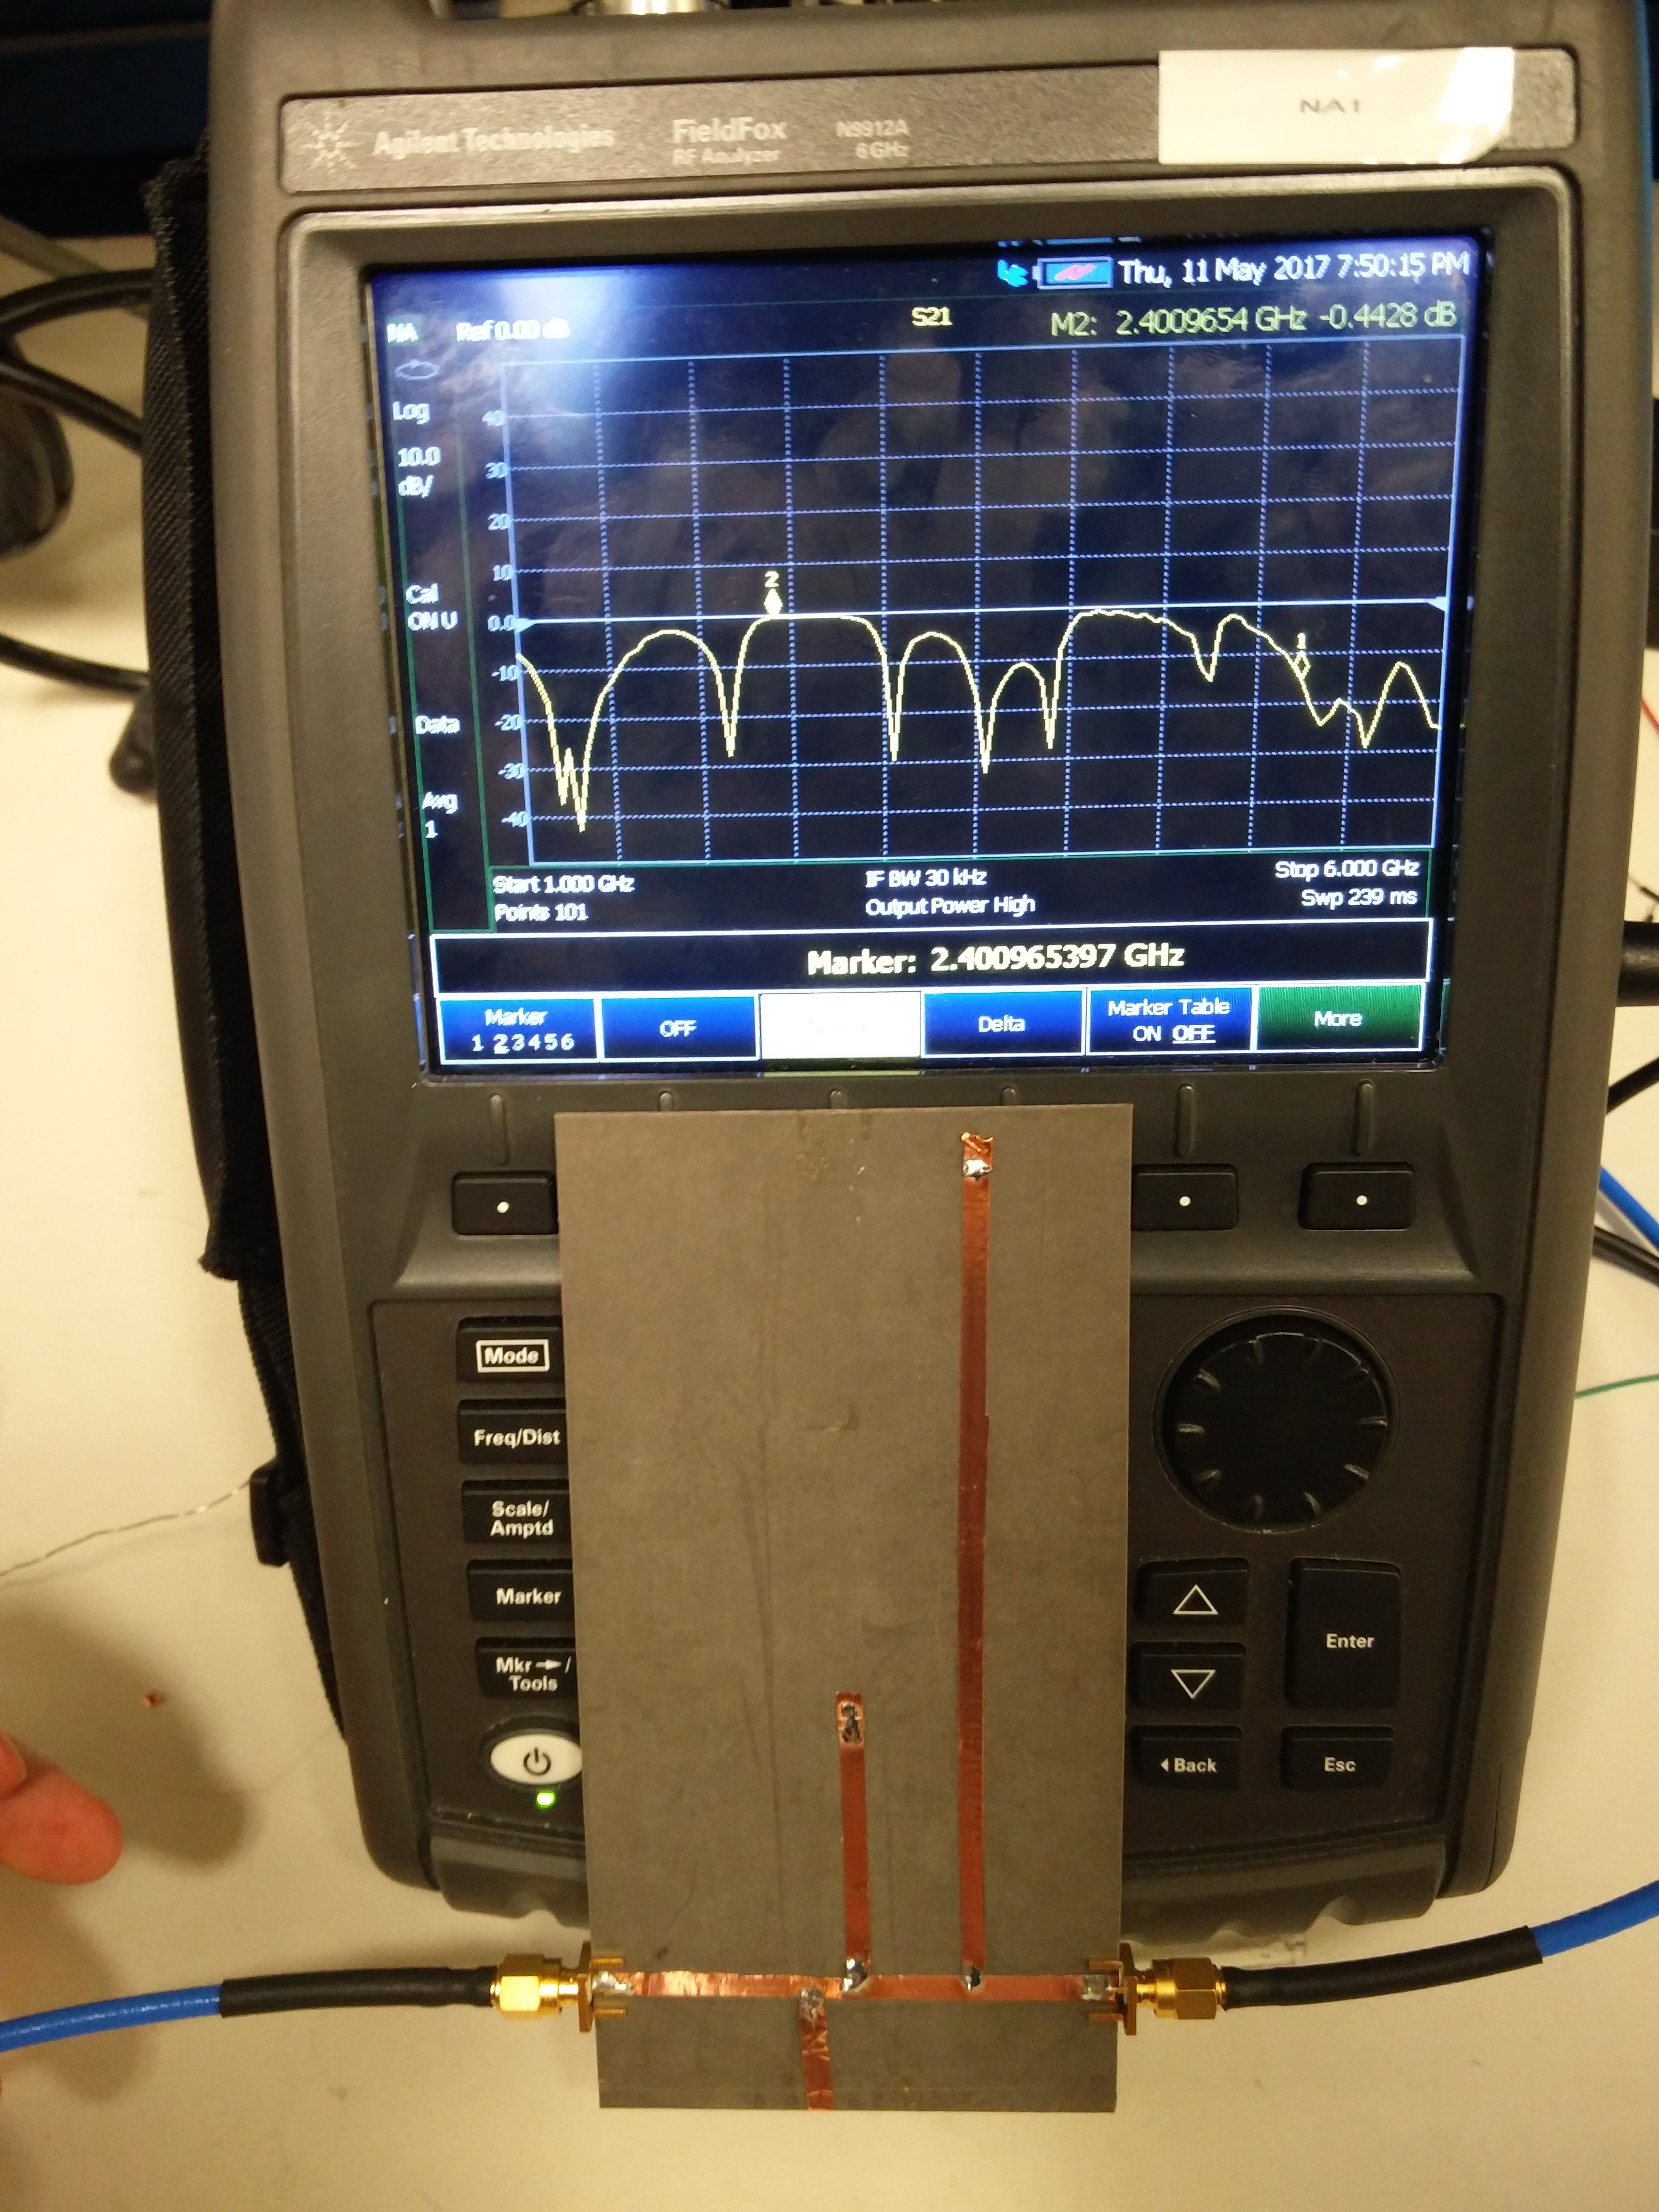 Agilent Technologies FieldFox N9912A
RF Analyzer 6 GHz
NA1
Thu, 11 May 2017 7:50:15 PM
NA Ref 0.00 dB S21 M2: 2.4009654 GHz -0.4428 dB
Log
10.0
dB/
Cal
ON U
Data
Avg
1
40
30
20
10
0.0
-10
-20
-30
-40
2
1
Start 1.000 GHz IF BW 30 kHz Stop 6.000 GHz
Points 101 Output Power High Swp 239 ms
Marker: 2.400965397 GHz
Marker
1 2 3 4 5 6
OFF
Delta
Marker Table
ON OFF
More
Mode
Freq/Dist
Scale/
Amptd
Marker
Mkr → /
Tools
Enter
Back
Esc